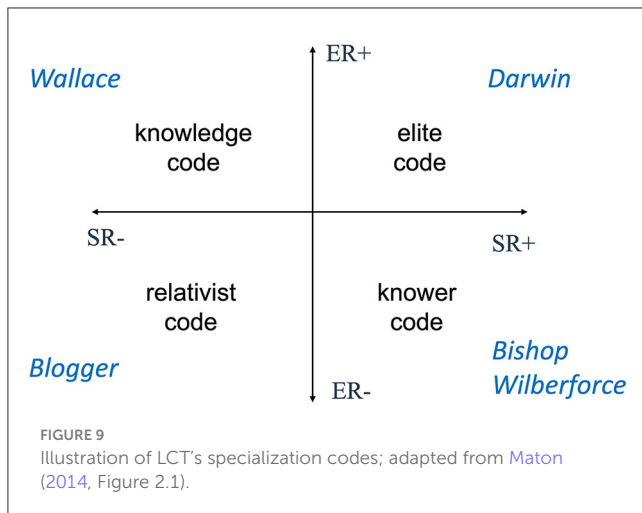 ER+
Wallace
Darwin
knowledge
code
elite
code
SR-
SR+
relativist
code
knower
code
Blogger
Bishop
Wilberforce
ER-
FIGURE 9
Illustration of LCT's specialization codes; adapted from Maton
(2014, Figure 2.1).